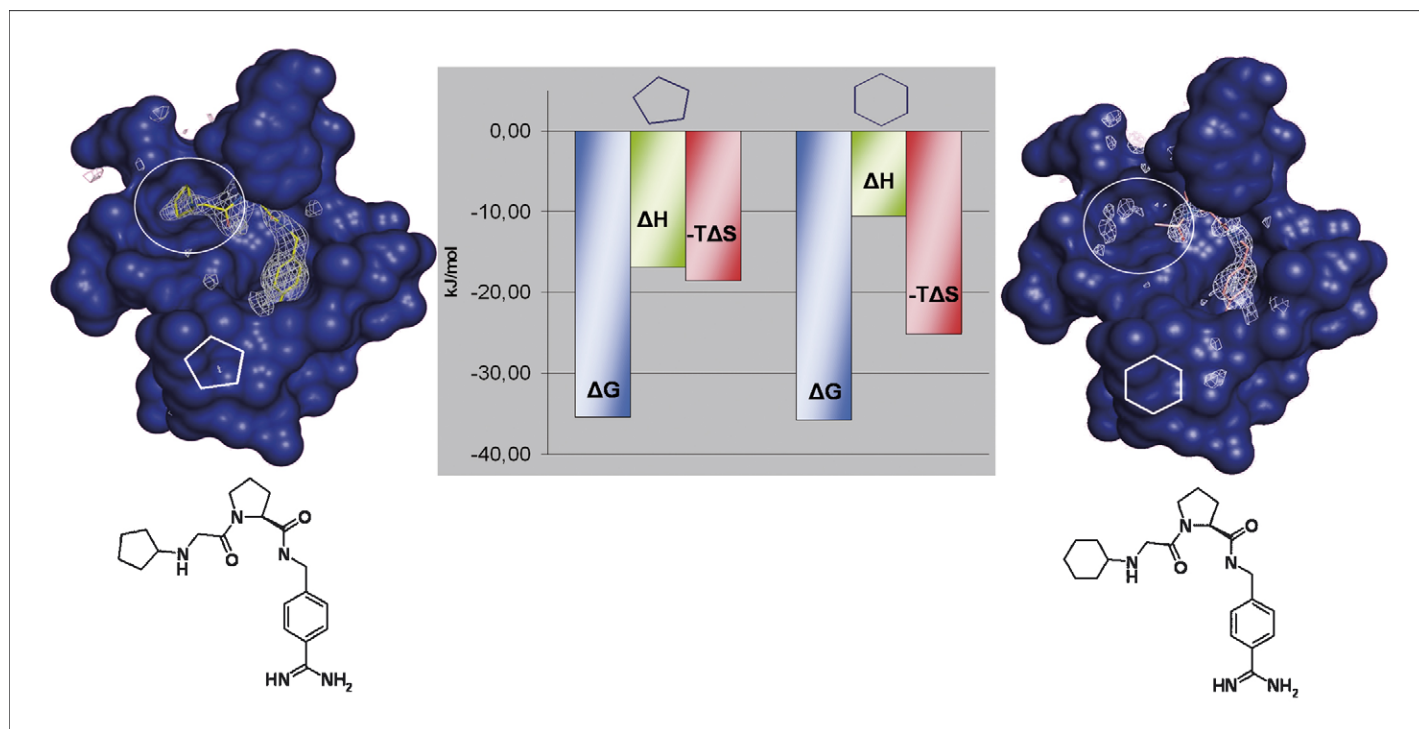 0,00
-10,00
-20,00
-30,00
-40,00
kJ/mol
ΔG
ΔH
-TΔS
ΔG
ΔH
-TΔS
N
O
O
N
H
N
H
HN
NH₂
N
O
O
N
H
N
H
HN
NH₂